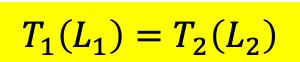 T₁(L₁) = T₂(L₂)